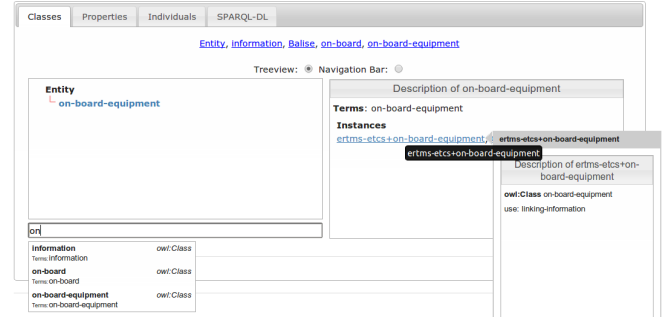 Classes Properties Individuals SPARQL-DL
Entity, information, Balise, on-board, on-board-equipment
Treeview: Navigation Bar:
Entity
on-board-equipment
Description of on-board-equipment
Terms: on-board-equipment
Instances
ertms-etcs+on-board-equipment,
ertms-etcs+on-board-equipment
ertms-etcs+on-board-equipment
Description of ertms-etcs+on-
board-equipment
owl:Class on-board-equipment
use: linking-information
on
information owl:Class
Terms: information
on-board owl:Class
Terms: on-board
on-board-equipment owl:Class
Terms: on-board-equipment